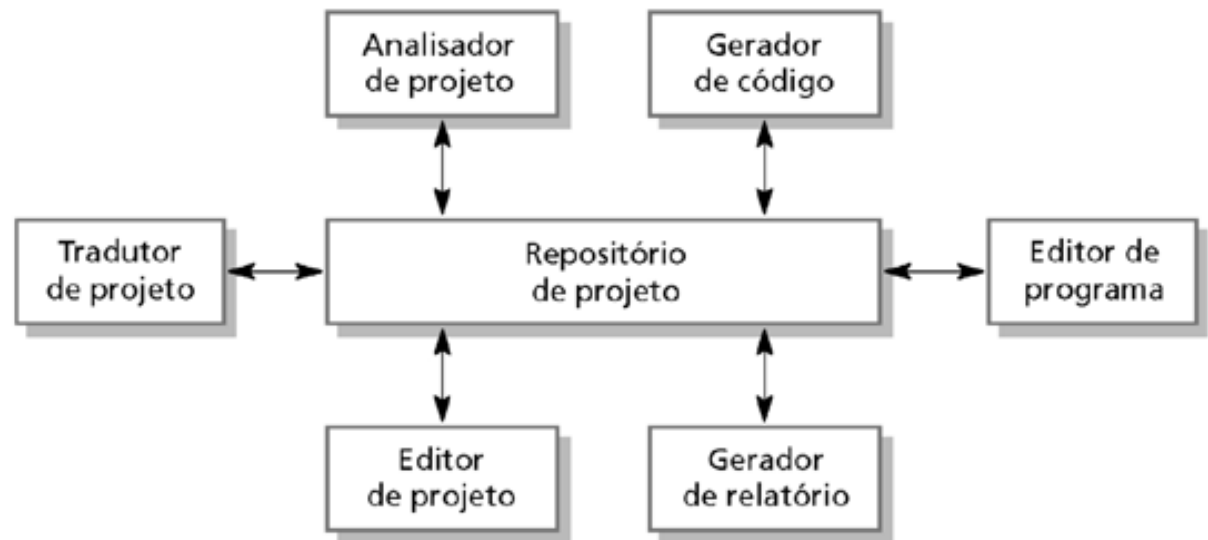 Analisador
de projeto
Gerador
de código
Tradutor
de projeto
Repositório
de projeto
Editor de
programa
Editor
de projeto
Gerador
de relatório